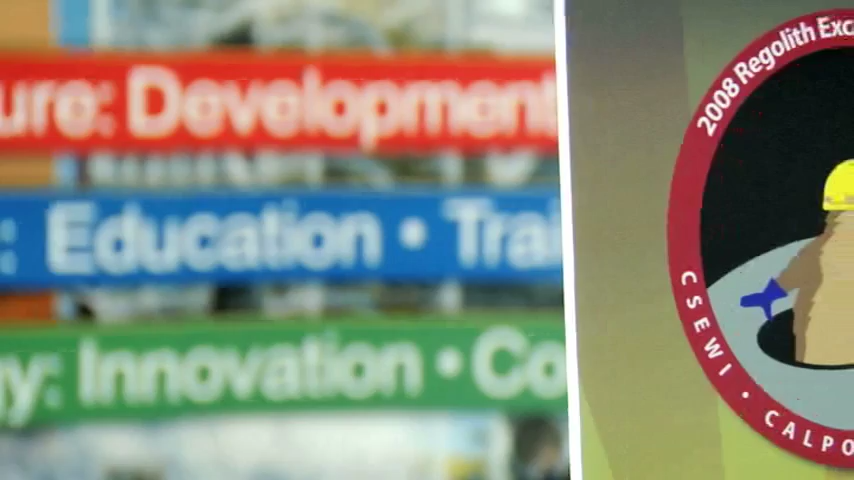 ure: Development
: Education • Trai
y: Innovation • Co
2008 Regolith Exc
CSEWI • CALPO